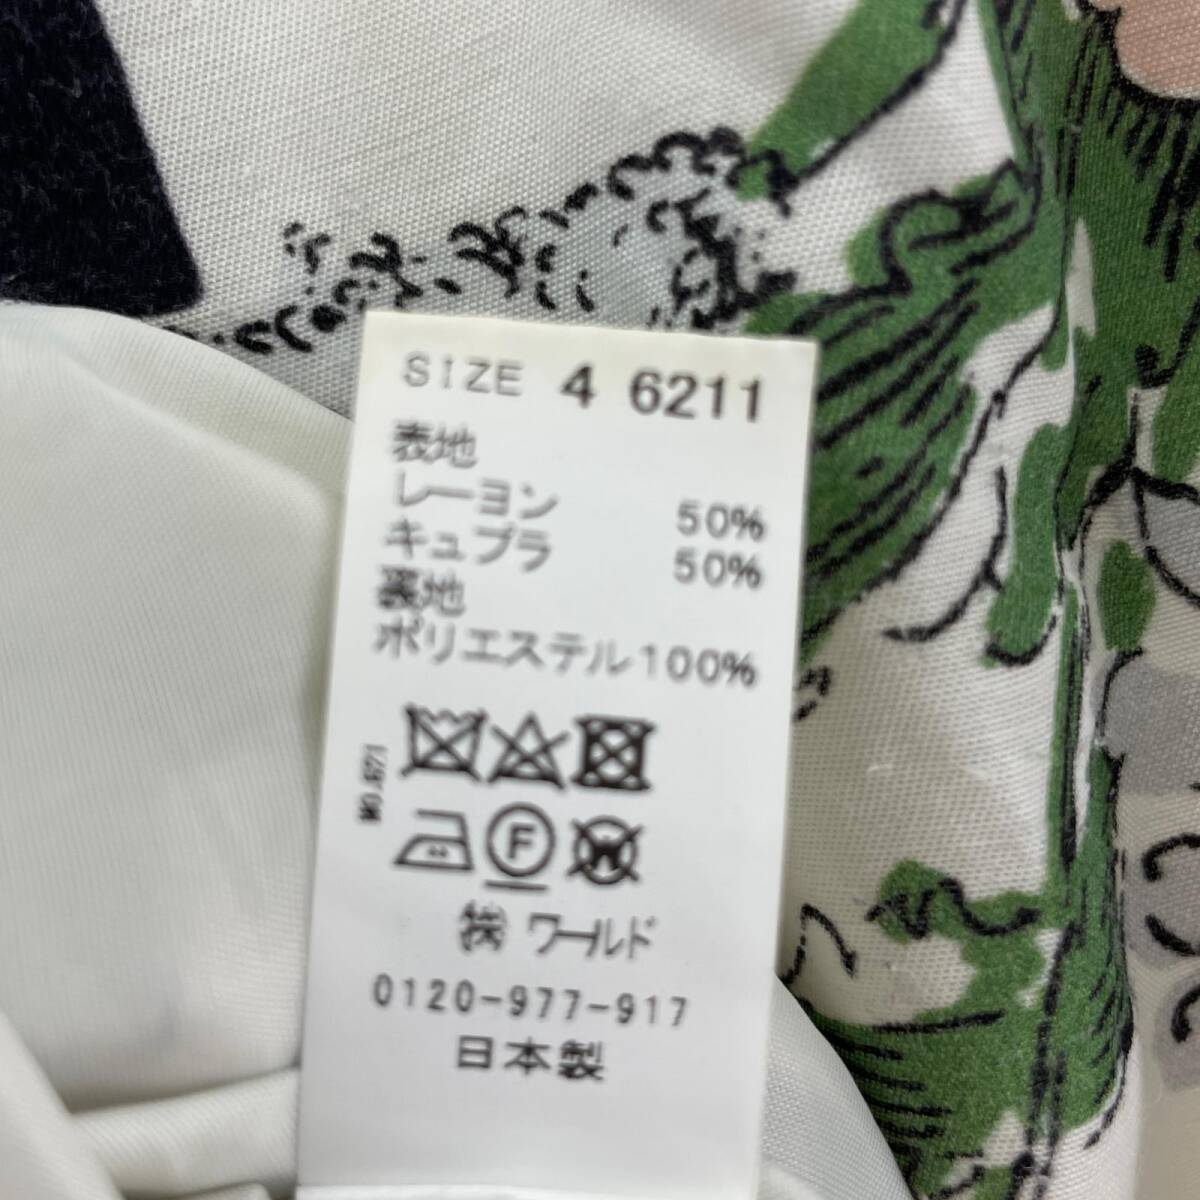 SIZE 4 6211
表地
レーヨン 50%
キュプラ 50%
裏地
ポリエステル100%
F
W
㈱ ワールド
0120-977-917
日本製